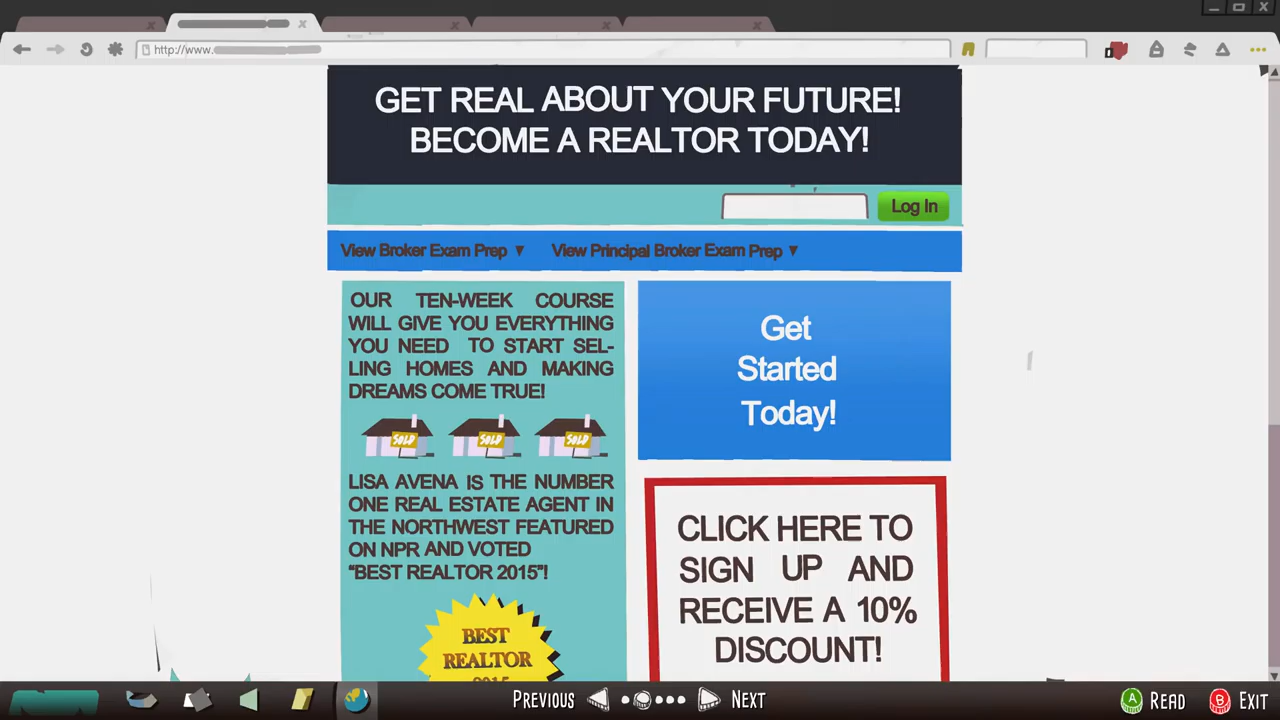 http://www.
GET REAL ABOUT YOUR FUTURE!
BECOME A REALTOR TODAY!
Log In
View Broker Exam Prep ▼ View Principal Broker Exam Prep ▼
OUR TEN-WEEK COURSE
WILL GIVE YOU EVERYTHING
YOU NEED TO START SEL-
LING HOMES AND MAKING
DREAMS COME TRUE!
SOLD SOLD SOLD
LISA AVENA IS THE NUMBER
ONE REAL ESTATE AGENT IN
THE NORTHWEST FEATURED
ON NPR AND VOTED
“BEST REALTOR 2015”!
BEST
REALTOR
2015
Get
Started
Today!
CLICK HERE TO
SIGN UP AND
RECEIVE A 10%
DISCOUNT!
PREVIOUS NEXT A READ B EXIT